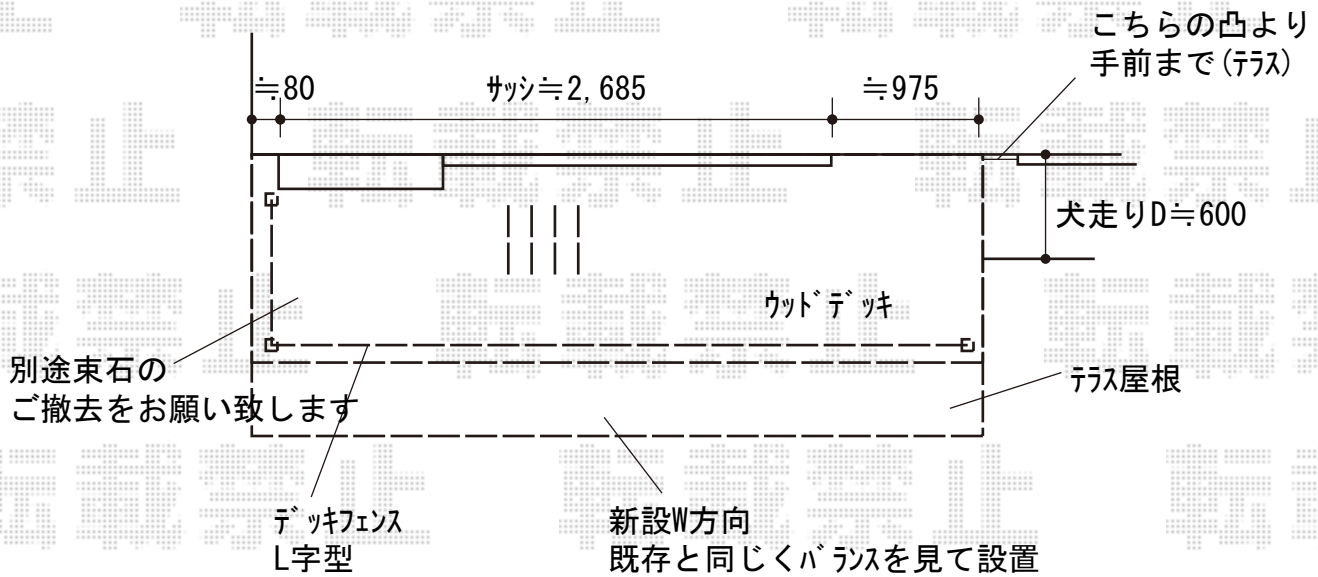 こちらの凸より
手前まで(ﾃﾗｽ)
≒80
ｻｯｼ≒2,685
≒975
犬走りD≒600
ｳｯﾄﾞﾃﾞｯｷ
別途束石の
ご撤去をお願い致します
ﾃﾗｽ屋根
ﾃﾞｯｷﾌｪﾝｽ
L字型
新設W方向
既存と同じくﾊﾞﾗﾝｽを見て設置
転載禁止